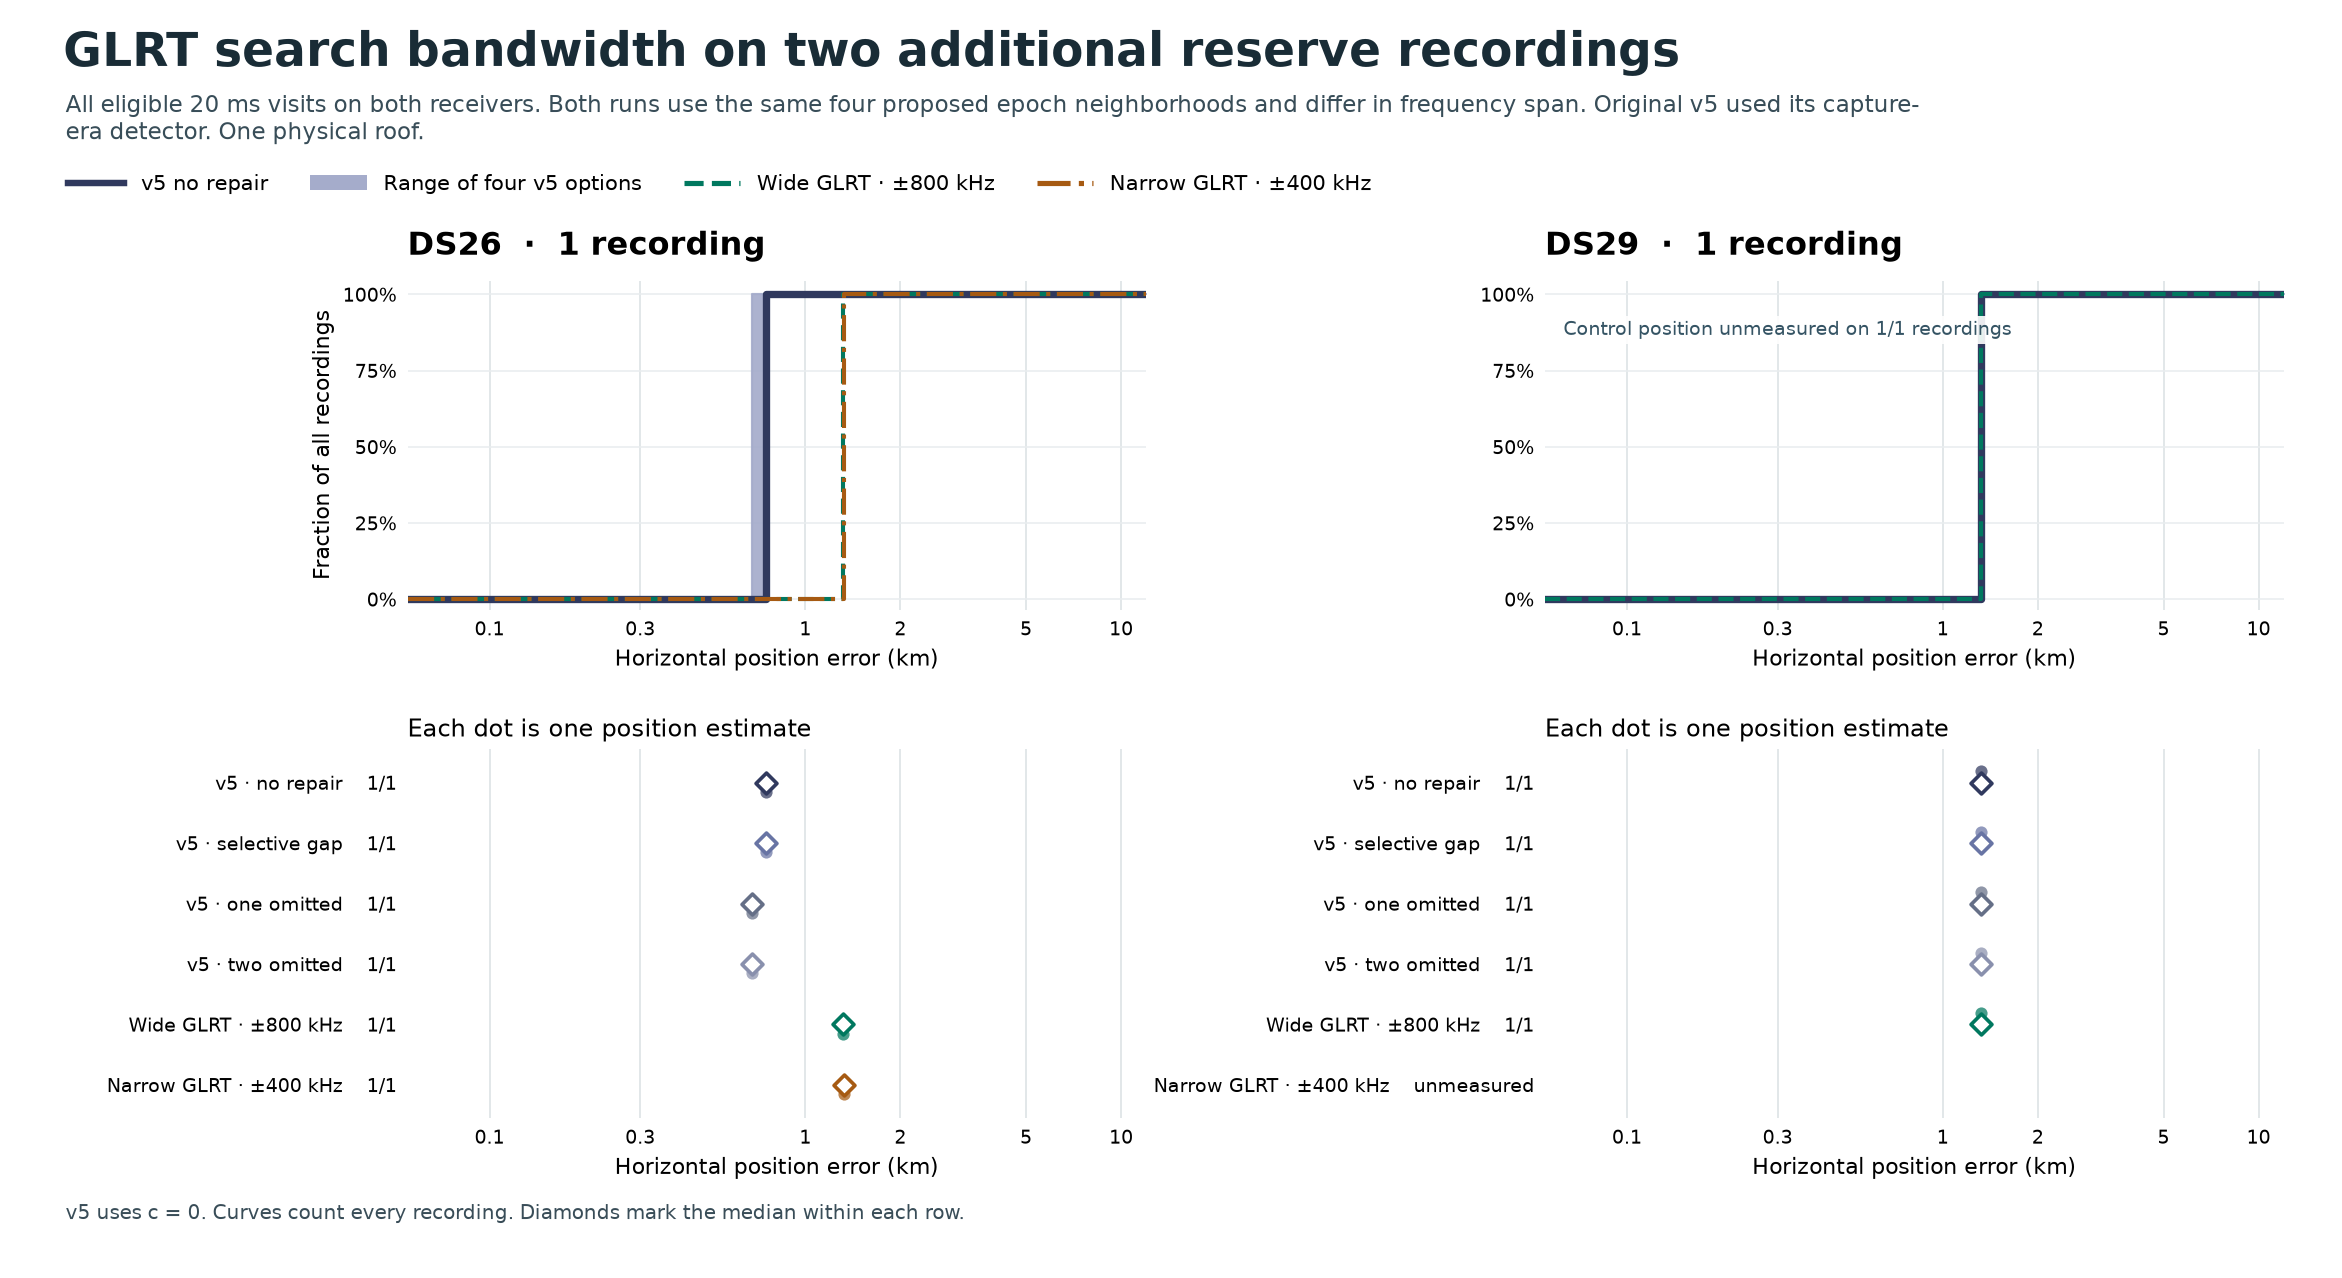 GLRT search bandwidth on two additional reserve recordings
All eligible 20 ms visits on both receivers. Both runs use the same four proposed epoch neighborhoods and differ in frequency span. Original v5 used its capture-
era detector. One physical roof.
v5 no repair
Range of four v5 options
Wide GLRT · ±800 kHz
Narrow GLRT · ±400 kHz
DS26 · 1 recording
100%
75%
50%
25%
0%
Fraction of all recordings
0.1 0.3 1 2 5 10
Horizontal position error (km)
DS29 · 1 recording
100%
Control position unmeasured on 1/1 recordings
75%
50%
25%
0%
0.1 0.3 1 2 5 10
Horizontal position error (km)
Each dot is one position estimate
v5 · no repair 1/1
v5 · selective gap 1/1
v5 · one omitted 1/1
v5 · two omitted 1/1
Wide GLRT · ±800 kHz 1/1
Narrow GLRT · ±400 kHz 1/1
0.1 0.3 1 2 5 10
Horizontal position error (km)
Each dot is one position estimate
v5 · no repair 1/1
v5 · selective gap 1/1
v5 · one omitted 1/1
v5 · two omitted 1/1
Wide GLRT · ±800 kHz 1/1
Narrow GLRT · ±400 kHz unmeasured
0.1 0.3 1 2 5 10
Horizontal position error (km)
v5 uses c = 0. Curves count every recording. Diamonds mark the median within each row.